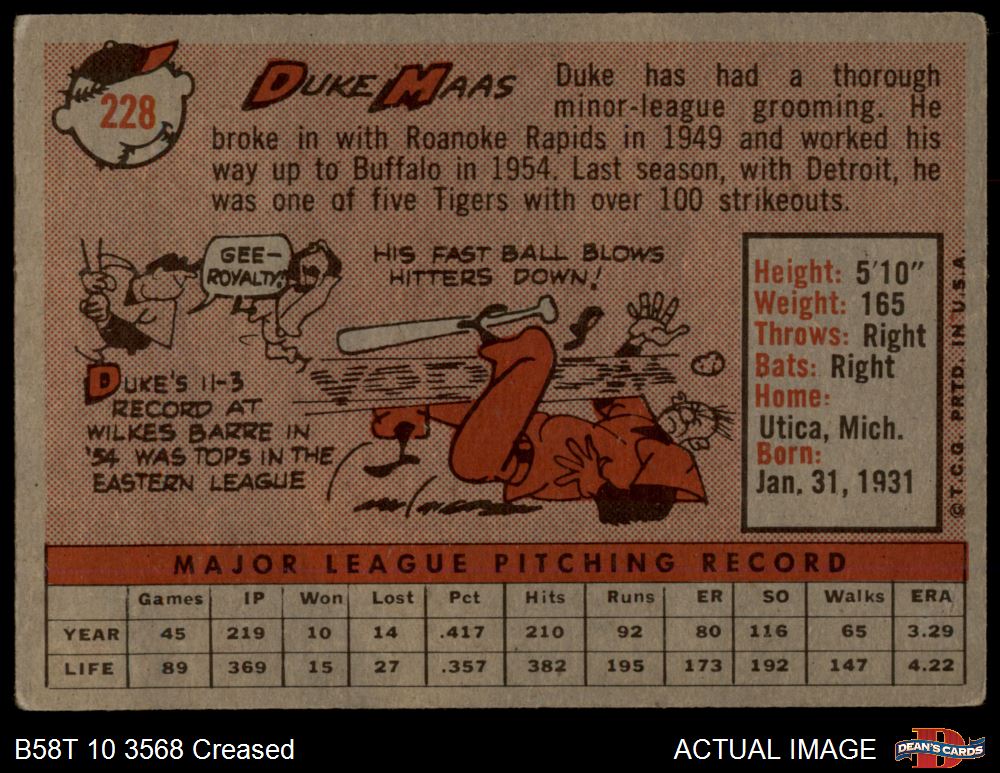 228
DUKE MAAS
Duke has had a thorough
minor-league grooming. He
broke in with Roanoke Rapids in 1949 and worked his
way up to Buffalo in 1954. Last season, with Detroit, he
was one of five Tigers with over 100 strikeouts.
GEE-
ROYALTY!
HIS FAST BALL BLOWS
HITTERS DOWN!
DUKE'S 11-3
RECORD AT
WILKES BARRE IN
'54 WAS TOPS IN THE
EASTERN LEAGUE
Height: 5'10"
Weight: 165
Throws: Right
Bats: Right
Home:
Utica, Mich.
Born:
Jan. 31, 1931
©T.C.G. PRTD. IN U.S.A.
MAJOR LEAGUE PITCHING RECORD
Games IP Won Lost Pct Hits Runs ER SO Walks ERA
YEAR 45 219 10 14 .417 210 92 80 116 65 3.29
LIFE 89 369 15 27 .357 382 195 173 192 147 4.22
B58T 10 3568 Creased
ACTUAL IMAGE
DEAN'S CARDS